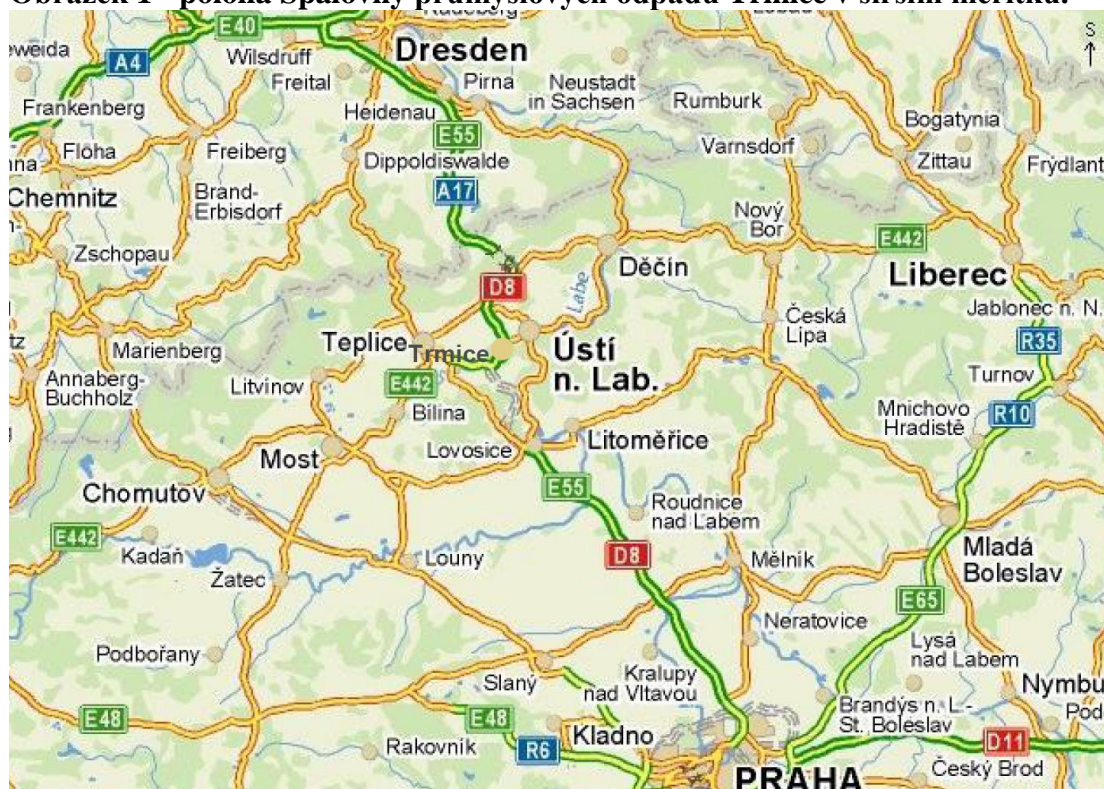 Obrázek 1 - poloha Spalovny průmyslových odpadů Trmice v širším měřítku.
S
E40
A4
Wilsdruff
Freital
Dresden
Pirna
Heidenau
Neustadt
in Sachsen
Rumburk
Bogatynia
Frankenberg
E55
Varnsdorf
Zittau
Frýdlant
Flöha
Freiberg
Dippoldiswalde
Chemnitz
Brand-
Erbisdorf
A17
Nový
Bor
E442
Zschopau
Děčín
Liberec
D8
Labe
Jablonec n. N.
Česká
Lípa
Teplice
Trmice
Ústí
n. Lab.
R35
Marienberg
Annaberg-
Buchholz
Litvínov
E442
Turnov
Bílina
Mnichovo
Hradiště
R10
Most
Lovosice
Litoměřice
Chomutov
E55
Roudnice
nad Labem
E442
Kadaň
D8
Mělník
Mladá
Boleslav
Žatec
Louny
E65
Neratovice
Podbořany
Lysá
nad Labem
Slaný
Kralupy
nad Vltavou
E48
E48
Brandýs n. L.-
St. Boleslav
Rakovník
R6
Kladno
D11
PRAHA
Český Brod